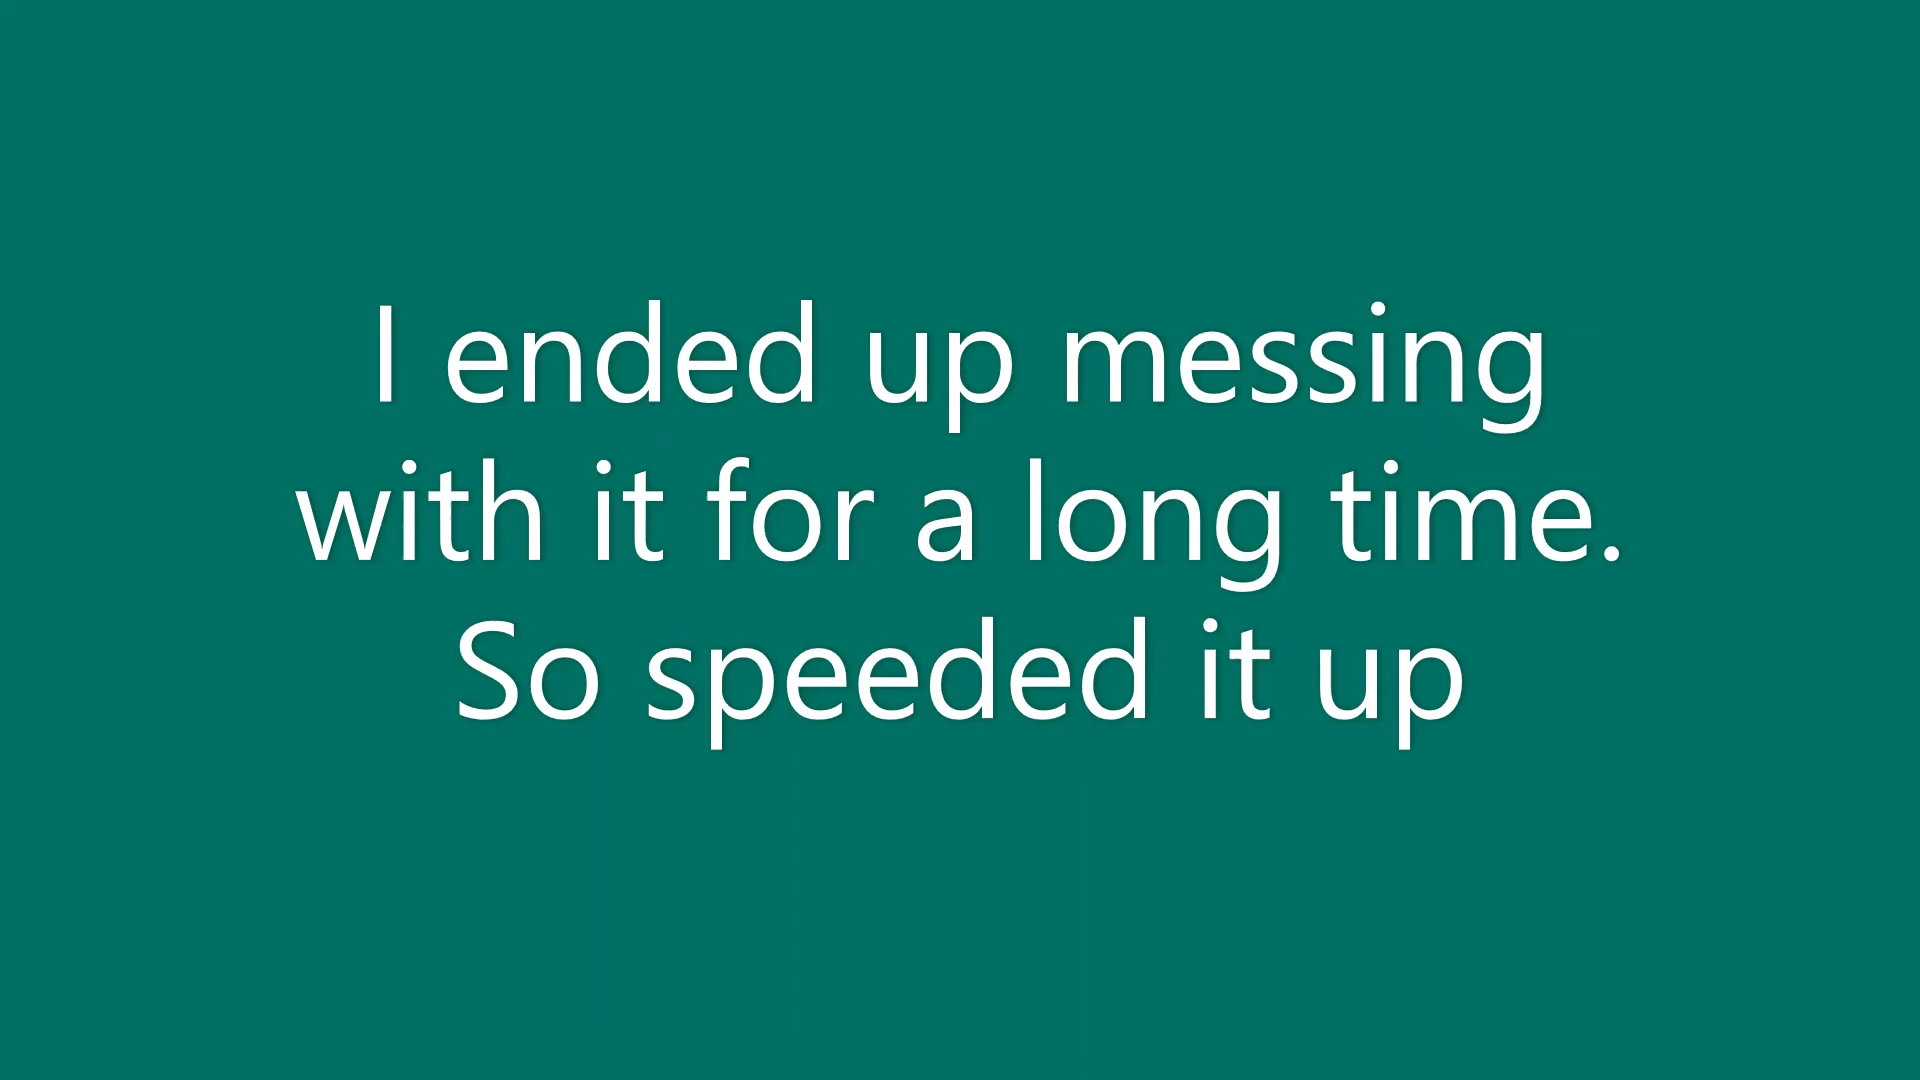 I ended up messing
with it for a long time.
So speeded it up